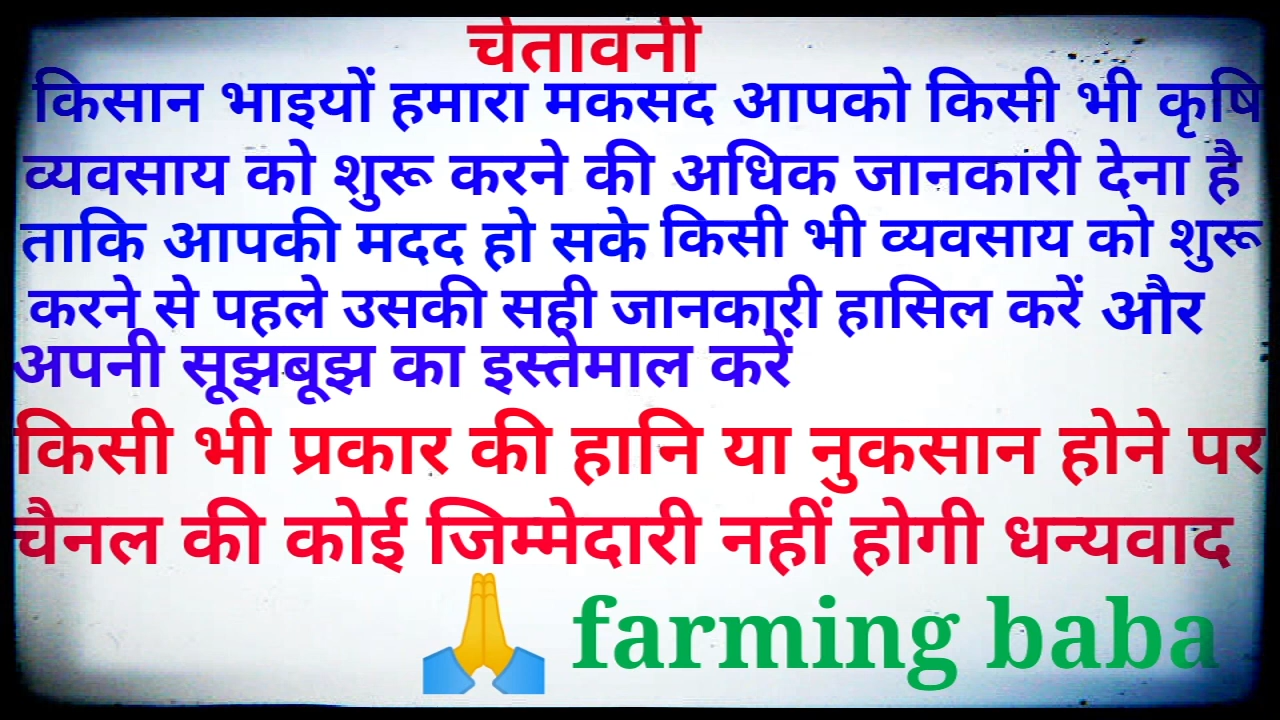 चेतावनी
किसान भाइयों हमारा मकसद आपको किसी भी कृषि
व्यवसाय को शुरू करने की अधिक जानकारी देना है
ताकि आपकी मदद हो सके किसी भी व्यवसाय को शुरू
करने से पहले उसकी सही जानकारी हासिल करें और
अपनी सूझबूझ का इस्तेमाल करें
किसी भी प्रकार की हानि या नुकसान होने पर
चैनल की कोई जिम्मेदारी नहीं होगी धन्यवाद
🙏 farming baba